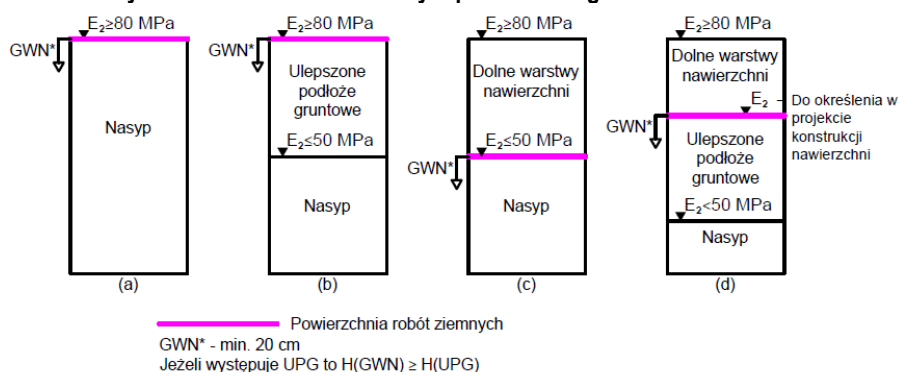 E₂≥80 MPa
GWN*
Nasyp
(a)
E₂≥80 MPa
GWN*
Ulepszone
podłoże
gruntowe
E₂≤50 MPa
Nasyp
(b)
E₂≥80 MPa
Dolne warstwy
nawierzchni
E₂≤50 MPa
GWN*
Nasyp
(c)
E₂≥80 MPa
Dolne warstwy
nawierzchni
E₂ – Do określenia w
projekcie
konstrukcji
nawierzchni
GWN*
Ulepszone
podłoże
gruntowe
E₂<50 MPa
Nasyp
(d)
Powierzchnia robót ziemnych
GWN* - min. 20 cm
Jeżeli występuje UPG to H(GWN) ≥ H(UPG)